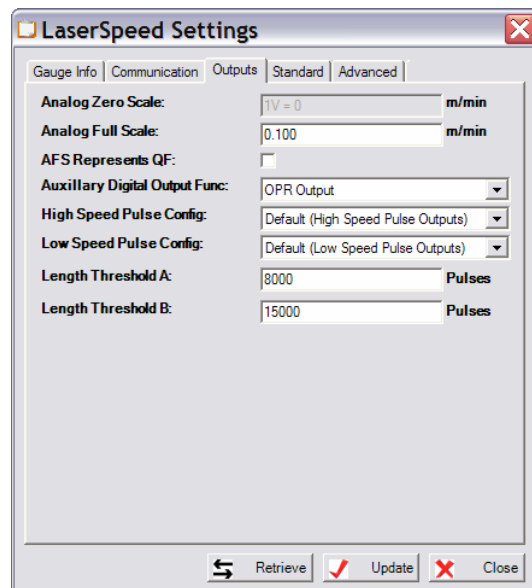 LaserSpeed Settings
Gauge Info Communication Outputs Standard Advanced
Analog Zero Scale: 1V = 0 m/min
Analog Full Scale: 0.100 m/min
AFS Represents QF:
Auxillary Digital Output Func: OPR Output
High Speed Pulse Config: Default (High Speed Pulse Outputs)
Low Speed Pulse Config: Default (Low Speed Pulse Outputs)
Length Threshold A: 8000 Pulses
Length Threshold B: 15000 Pulses
Retrieve Update Close